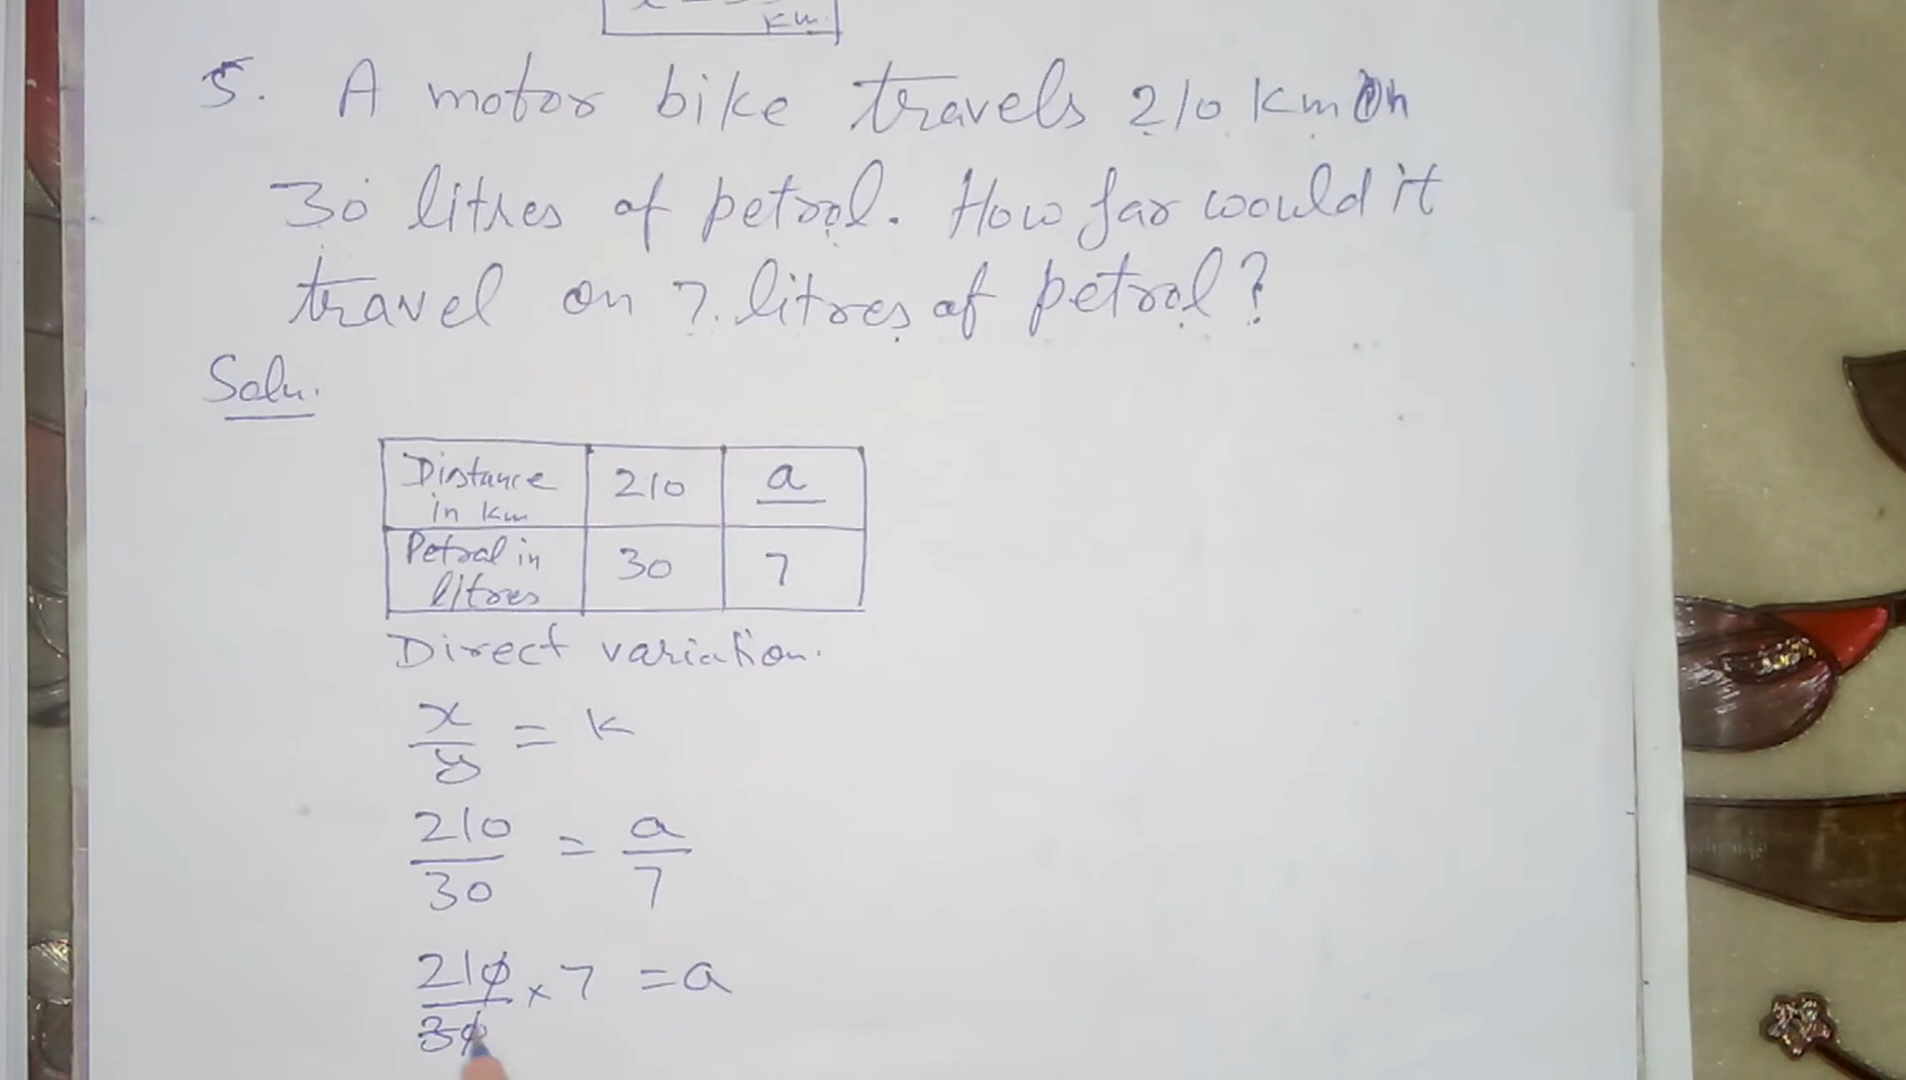 km.
5. A motor bike travels 210 km on
30 litres of petrol. How far would it
travel on 7 litres of petrol?
Solu.
Distance in km 210 a
Petrol in litres 30 7
Direct variation.
x/y = k
210/30 = a/7
210/30 × 7 = a